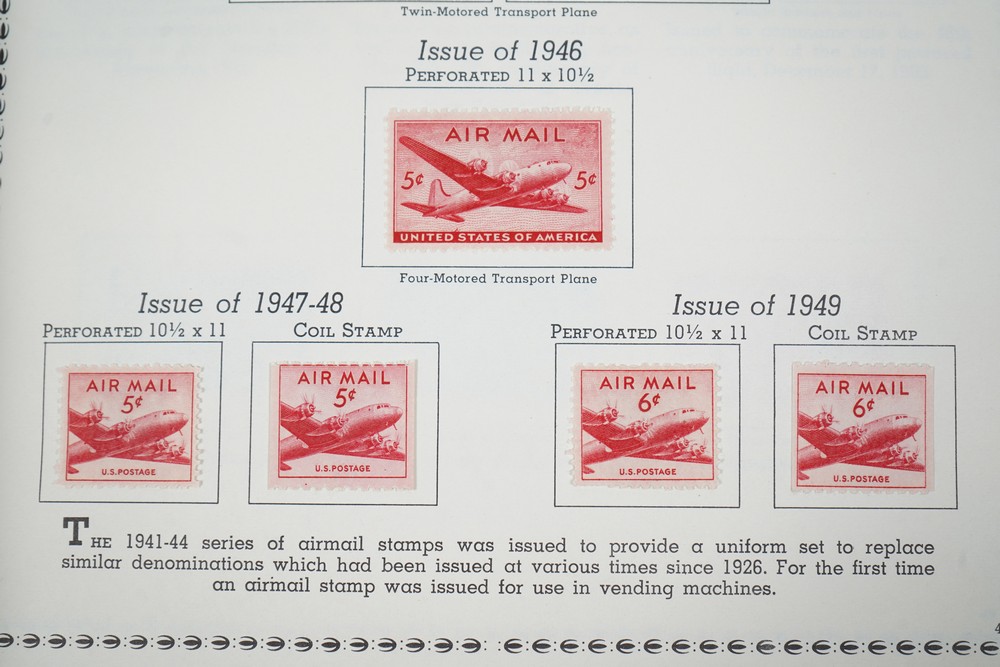 Twin-Motored Transport Plane
Issue of 1946
PERFORATED 11 x 10½
AIR MAIL
5¢ 5¢
UNITED STATES OF AMERICA
Four-Motored Transport Plane
Issue of 1947-48
PERFORATED 10½ x 11 COIL STAMP
AIR MAIL
5¢
U.S. POSTAGE
AIR MAIL
5¢
U.S. POSTAGE
Issue of 1949
PERFORATED 10½ x 11 COIL STAMP
AIR MAIL
6¢
U.S. POSTAGE
AIR MAIL
6¢
U.S. POSTAGE
THE 1941-44 series of airmail stamps was issued to provide a uniform set to replace
similar denominations which had been issued at various times since 1926. For the first time
an airmail stamp was issued for use in vending machines.